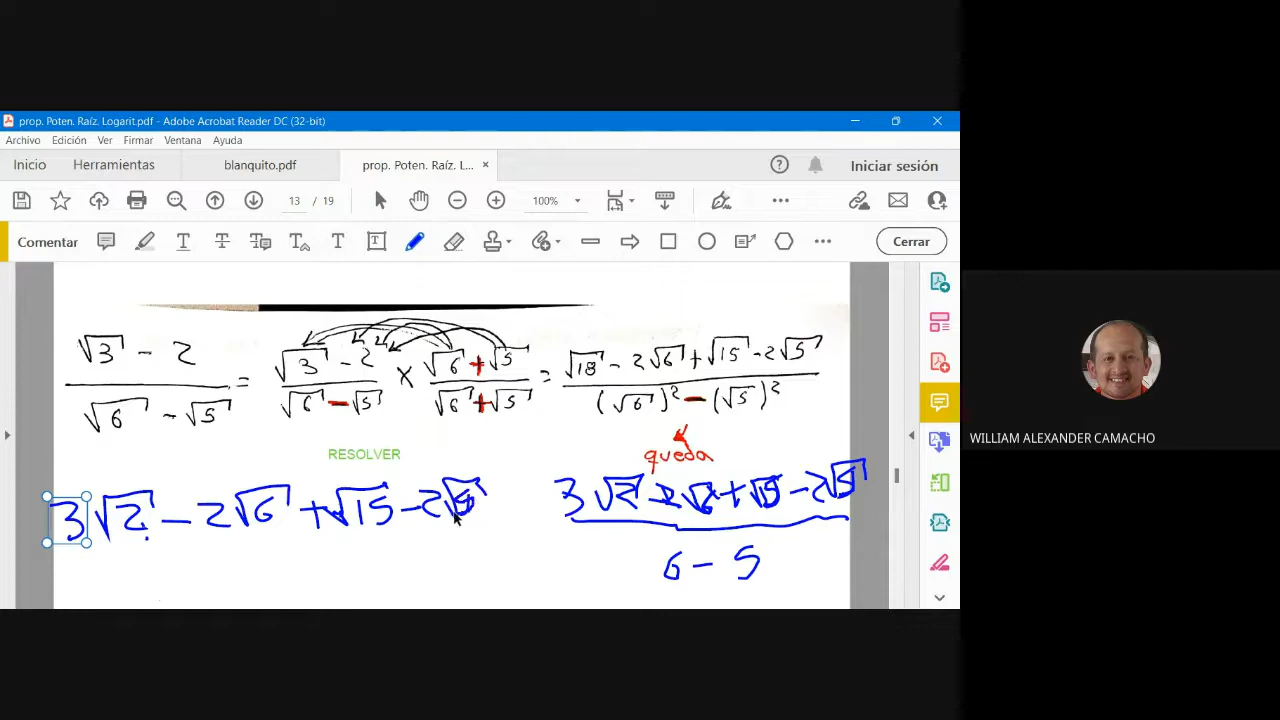 prop. Poten. Raíz. Logarit.pdf - Adobe Acrobat Reader DC (32-bit)
Archivo Edición Ver Firmar Ventana Ayuda
Inicio Herramientas blanquito.pdf prop. Poten. Raíz. L... × Iniciar sesión
13 / 19 100%
Comentar Cerrar
√3 - 2 / √6 - √5 = √3 - 2 / √6 - √5 × √6 + √5 / √6 + √5 = √18 - 2√6 + √15 - 2√5 / (√6)² - (√5)²
RESOLVER
queda
3√2 - 2√6 + √15 - 2√5
3√2 - 2√6 + √15 - 2√5 / 6 - 5
WILLIAM ALEXANDER CAMACHO